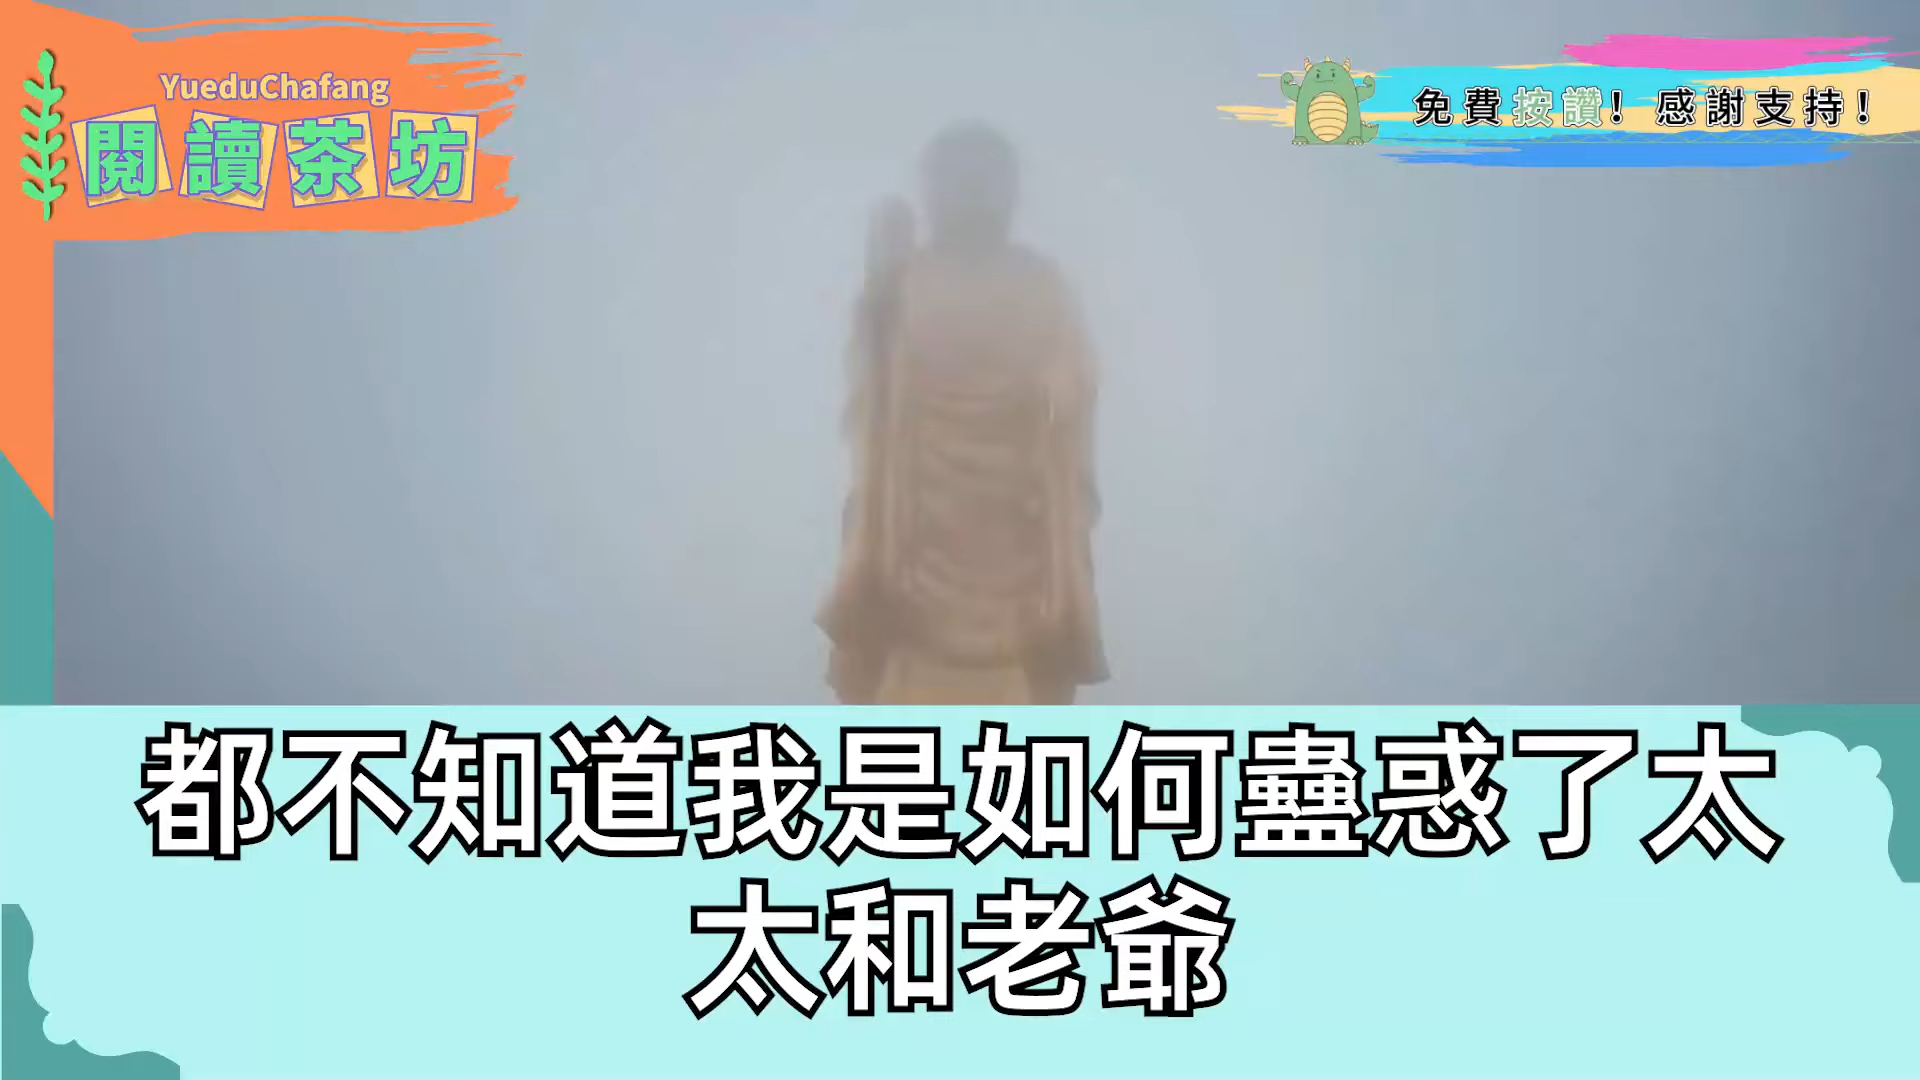 YueduChafang
閱讀茶坊
免費按讚！感謝支持！
都不知道我是如何蠱惑了太
太和老爺